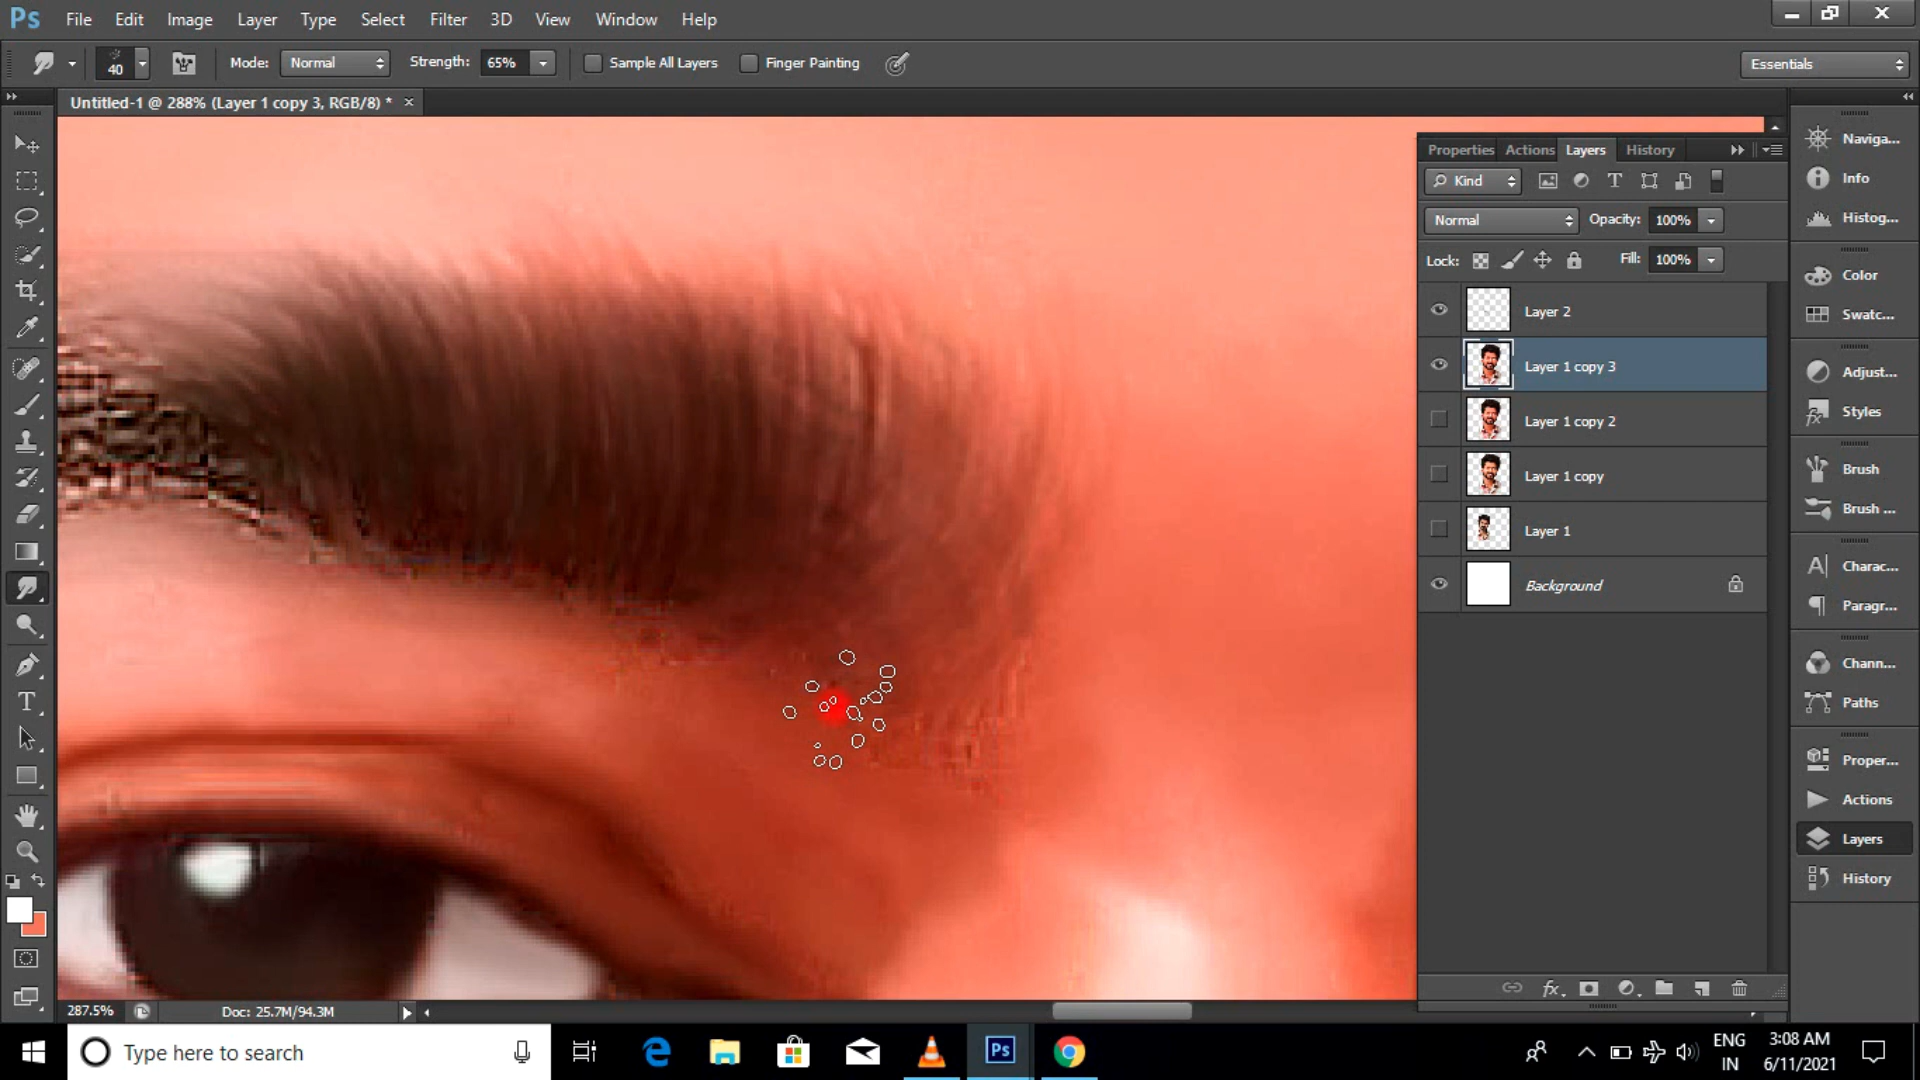 Ps File Edit Image Layer Type Select Filter 3D View Window Help
40 Mode: Normal Strength: 65% Sample All Layers Finger Painting Essentials
Untitled-1 @ 288% (Layer 1 copy 3, RGB/8) * ×
Properties Actions Layers History
Kind
Normal Opacity: 100%
Lock: Fill: 100%
Layer 2
Layer 1 copy 3
Layer 1 copy 2
Layer 1 copy
Layer 1
Background
fx
Naviga...
Info
Histog...
Color
Swatc...
Adjust...
Styles
Brush
Brush ...
Charac...
Paragr...
Chann...
Paths
Proper...
Actions
Layers
History
287.5% Doc: 25.7M/94.3M
Type here to search
Ps
ENG
IN
3:08 AM
6/11/2021